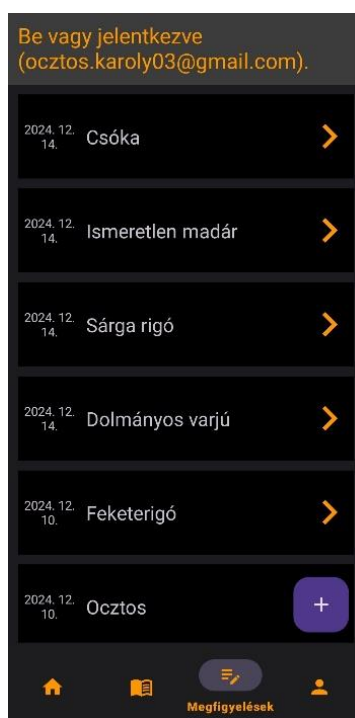 Be vagy jelentkezve
(ocztos.karoly03@gmail.com).
2024. 12.
14.
Csóka
2024. 12.
14.
Ismeretlen madár
2024. 12.
14.
Sárga rigó
2024. 12.
14.
Dolmányos varjú
2024. 12.
10.
Feketerigó
2024. 12.
10.
Ocztos
+
Megfigyelések